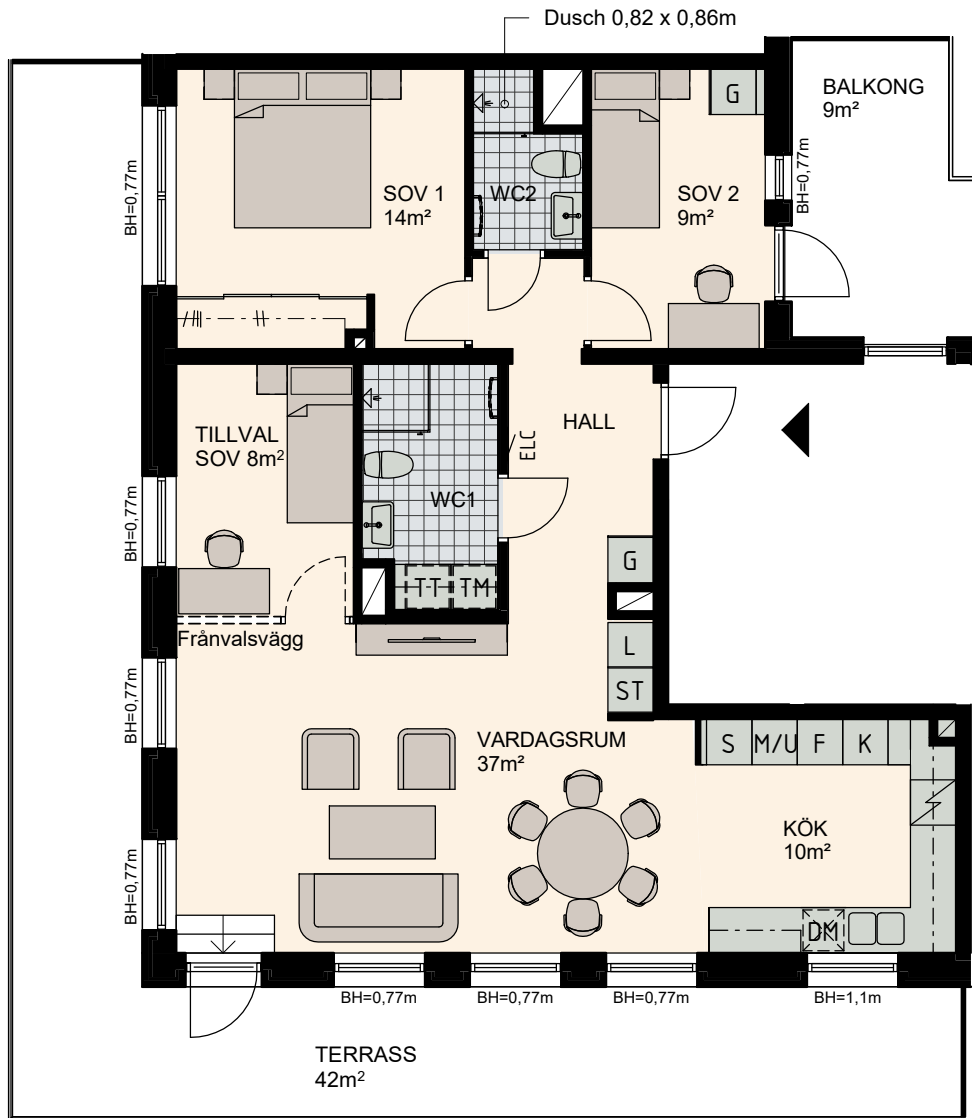 Dusch 0,82 x 0,86m
BALKONG
9m²
G
BH=0,77m
BH=0,77m
SOV 1
14m²
WC2
SOV 2
9m²
TILLVAL
SOV 8m²
HALL
ELC
WC1
BH=0,77m
G
TT
TM
Frånvalsvägg
L
ST
BH=0,77m
VARDAGSRUM
37m²
S
M/U
F
K
KÖK
10m²
BH=0,77m
DM
BH=0,77m
BH=0,77m
BH=0,77m
BH=1,1m
TERRASS
42m²